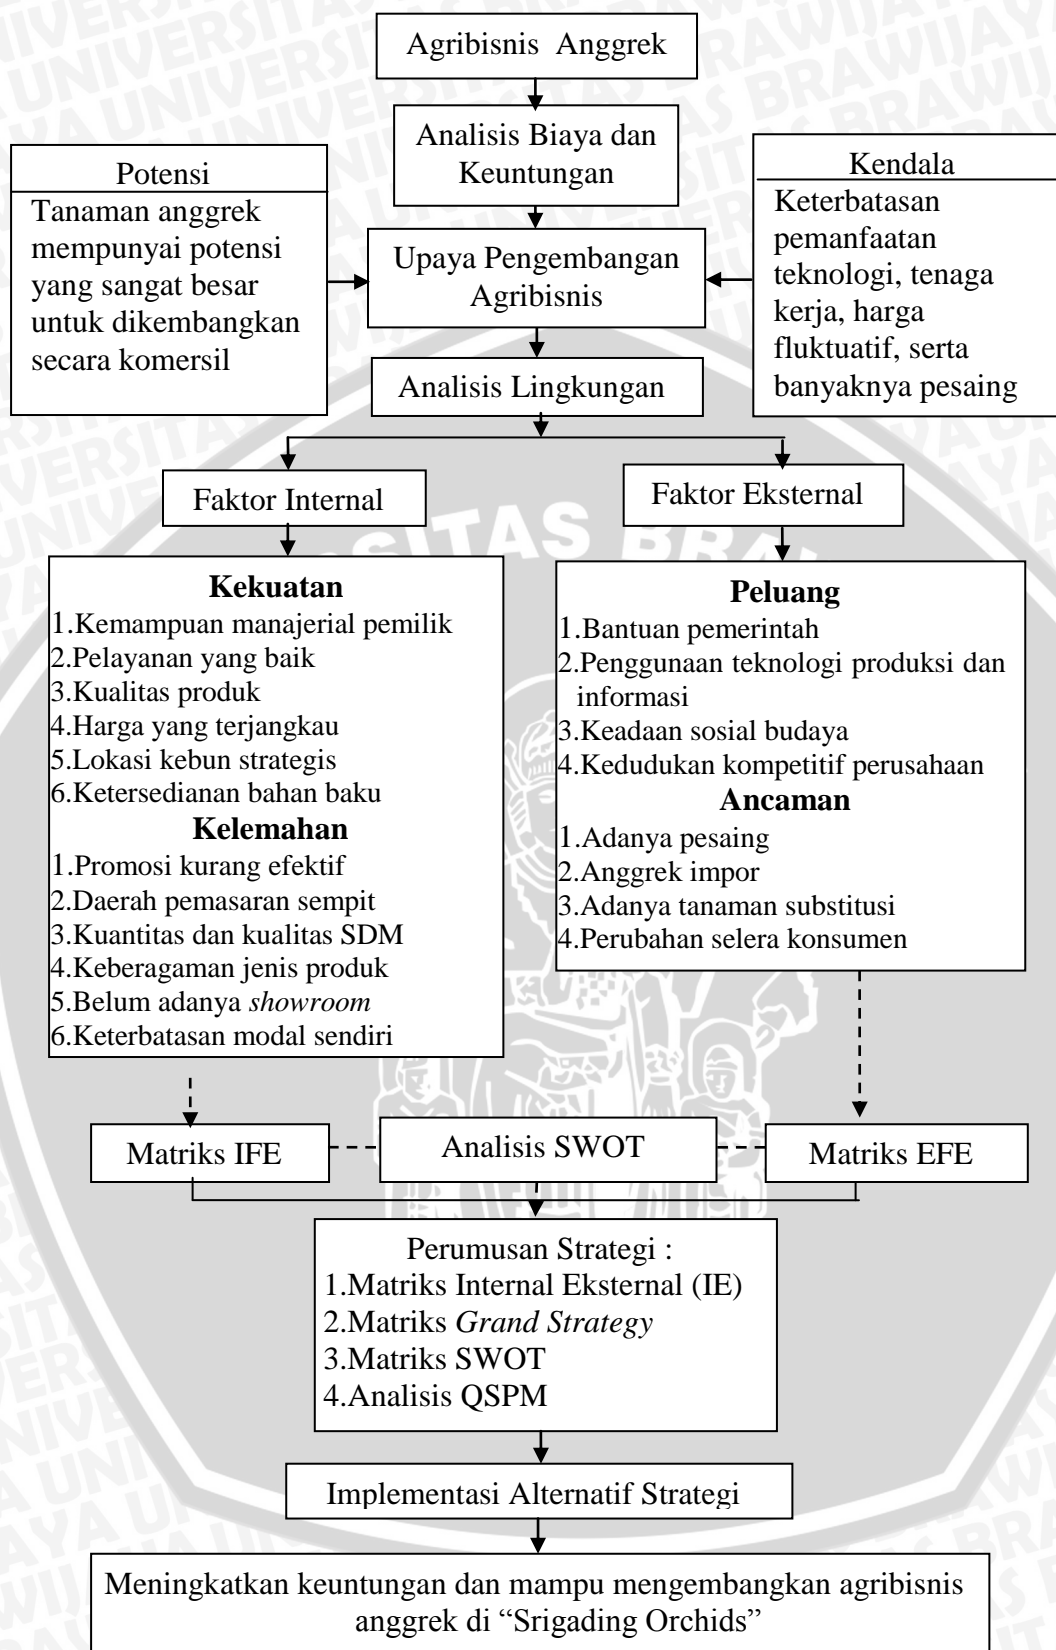 Agribisnis Anggrek
Analisis Biaya dan
Keuntungan
Potensi
Tanaman anggrek
mempunyai potensi
yang sangat besar
untuk dikembangkan
secara komersil
Upaya Pengembangan
Agribisnis
Kendala
Keterbatasan
pemanfaatan
teknologi, tenaga
kerja, harga
fluktuatif, serta
banyaknya pesaing
Analisis Lingkungan
Faktor Internal
Faktor Eksternal
Kekuatan
1.Kemampuan manajerial pemilik
2.Pelayanan yang baik
3.Kualitas produk
4.Harga yang terjangkau
5.Lokasi kebun strategis
6.Ketersedianan bahan baku
Kelemahan
1.Promosi kurang efektif
2.Daerah pemasaran sempit
3.Kuantitas dan kualitas SDM
4.Keberagaman jenis produk
5.Belum adanya showroom
6.Keterbatasan modal sendiri
Peluang
1.Bantuan pemerintah
2.Penggunaan teknologi produksi dan
informasi
3.Keadaan sosial budaya
4.Kedudukan kompetitif perusahaan
Ancaman
1.Adanya pesaing
2.Anggrek impor
3.Adanya tanaman substitusi
4.Perubahan selera konsumen
Matriks IFE
Analisis SWOT
Matriks EFE
Perumusan Strategi :
1.Matriks Internal Eksternal (IE)
2.Matriks Grand Strategy
3.Matriks SWOT
4.Analisis QSPM
Implementasi Alternatif Strategi
Meningkatkan keuntungan dan mampu mengembangkan agribisnis
anggrek di “Srigading Orchids”